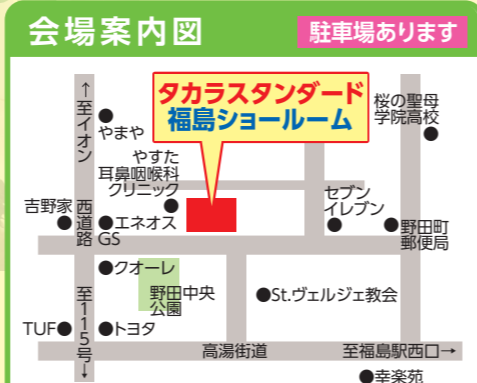 会場案内図
駐車場あります
タカラスタンダード
福島ショールーム
↑至イオン
●やまや
やすた
耳鼻咽喉科
クリニック●
桜の聖母
学院高校
●
吉野家
●
西道路
●エネオス
GS
セブン
イレブン
●
●野田町
郵便局
●クオーレ
野田中央
公園
●St.ヴェルジェ教会
至115号↓
TUF●
●トヨタ
高湯街道
至福島駅西口→
●幸楽苑